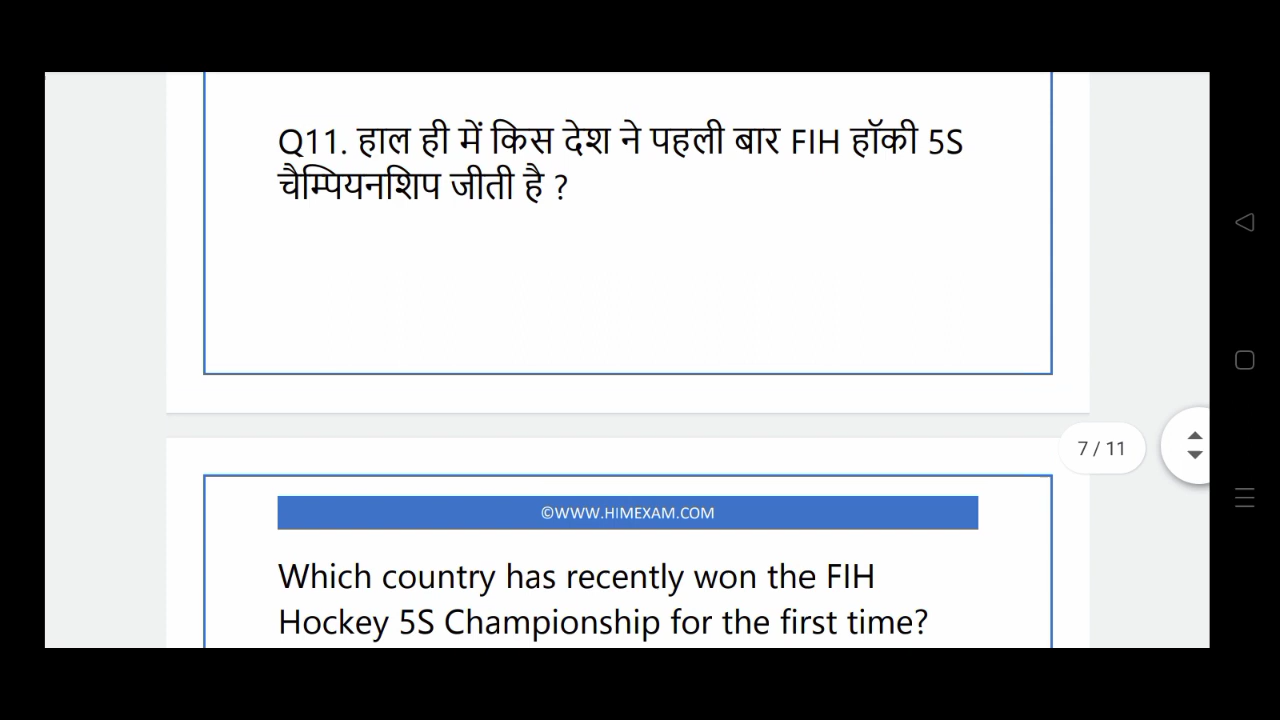 Q11. हाल ही में किस देश ने पहली बार FIH हॉकी 5S
चैम्पियनशिप जीती है ?
7 / 11
©WWW.HIMEXAM.COM
Which country has recently won the FIH
Hockey 5S Championship for the first time?